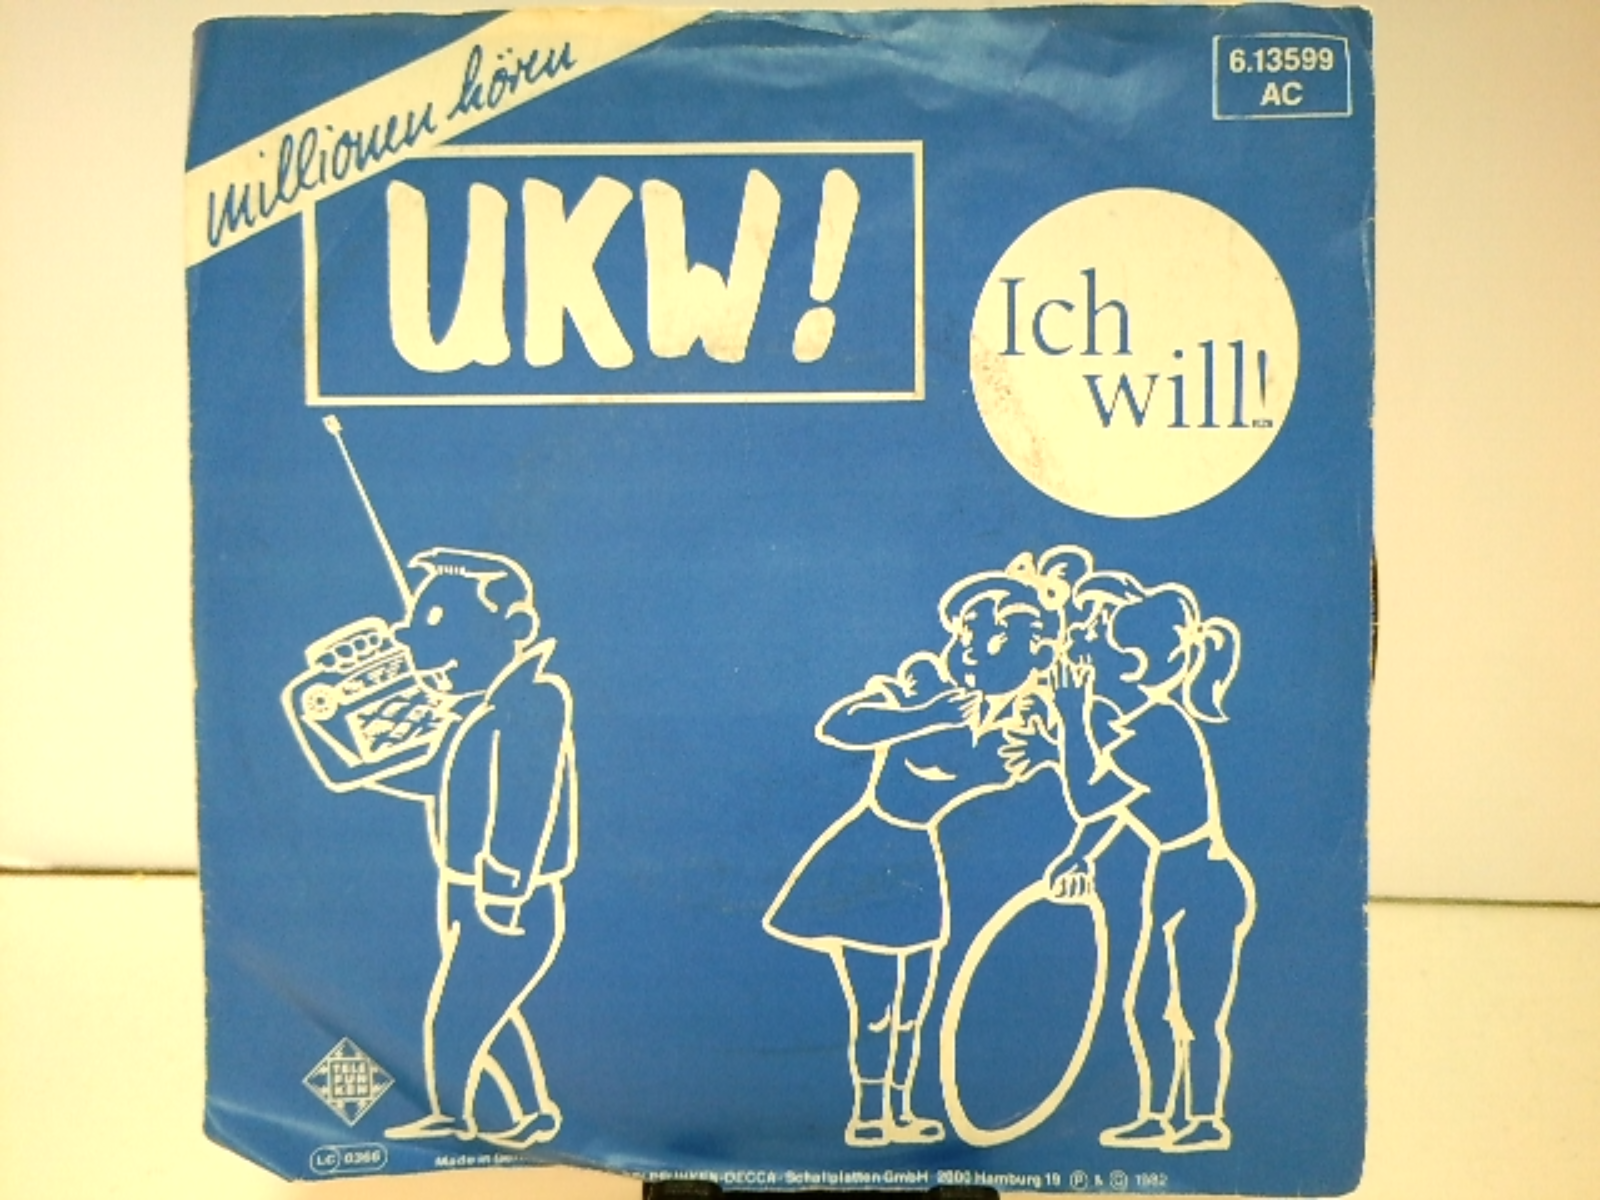 millionen hören
6.13599
AC
UKW!
Ich
will!
TELE
FUN
KEN
LC 0366
Made in
TELEFUNKEN-DECCA-Schallplatten GmbH 2000 Hamburg 19 Ⓟ & Ⓒ 1982